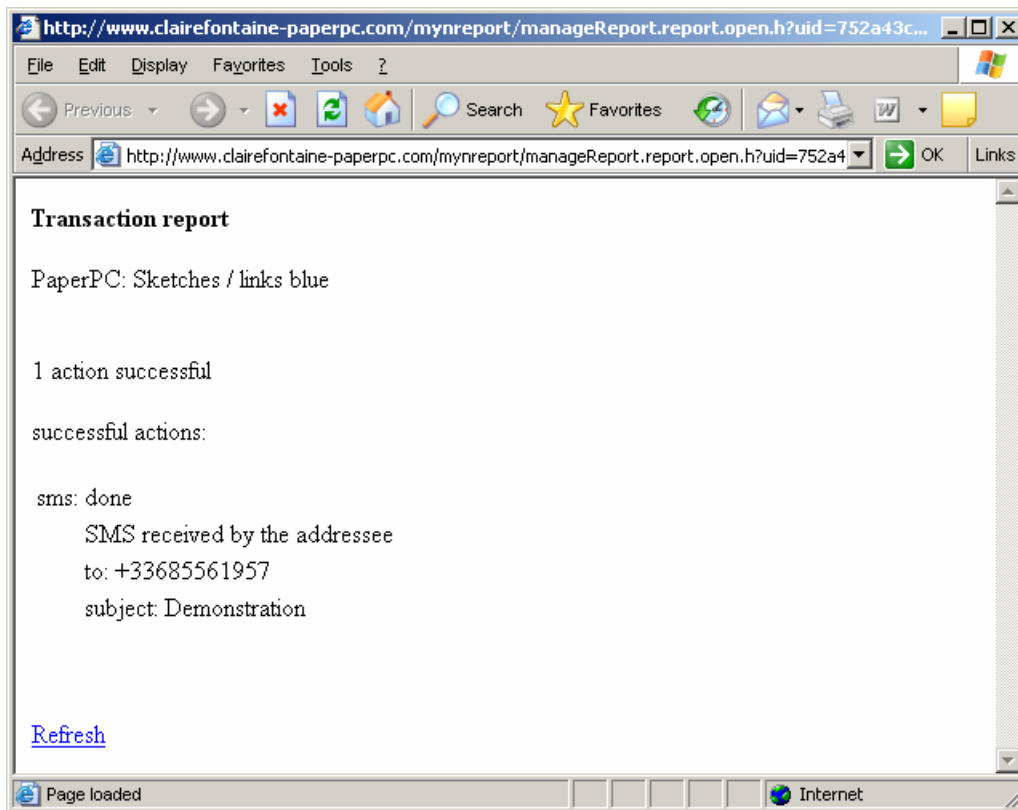 http://www.clairefontaine-paperpc.com/mynreport/manageReport.report.open.h?uid=752a43c...
File Edit Display Favorites Tools ?
Previous Search Favorites
Address http://www.clairefontaine-paperpc.com/mynreport/manageReport.report.open.h?uid=752a4 OK Links
Transaction report
PaperPC: Sketches / links blue
1 action successful
successful actions:
sms: done
SMS received by the addressee
to: +33685561957
subject: Demonstration
Refresh
Page loaded Internet